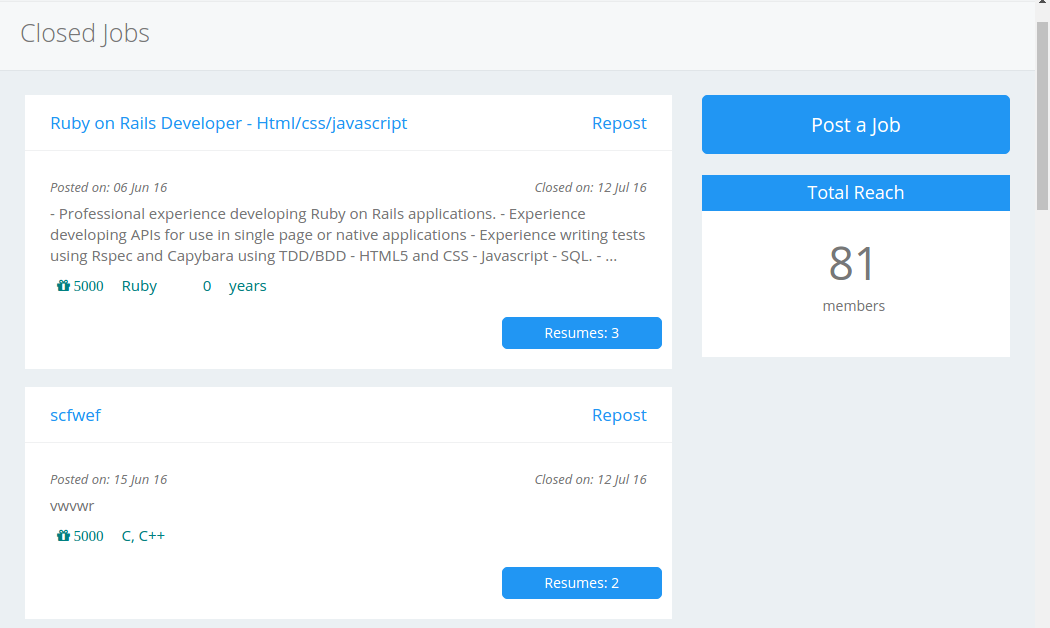 Closed Jobs
Ruby on Rails Developer - Html/css/javascript
Repost
Posted on: 06 Jun 16
Closed on: 12 Jul 16
- Professional experience developing Ruby on Rails applications. - Experience
developing APIs for use in single page or native applications - Experience writing tests
using Rspec and Capybara using TDD/BDD - HTML5 and CSS - Javascript - SQL. - ...
5000 Ruby 0 years
Resumes: 3
scfwef
Repost
Posted on: 15 Jun 16
Closed on: 12 Jul 16
vwvwr
5000 C, C++
Resumes: 2
Post a Job
Total Reach
81
members